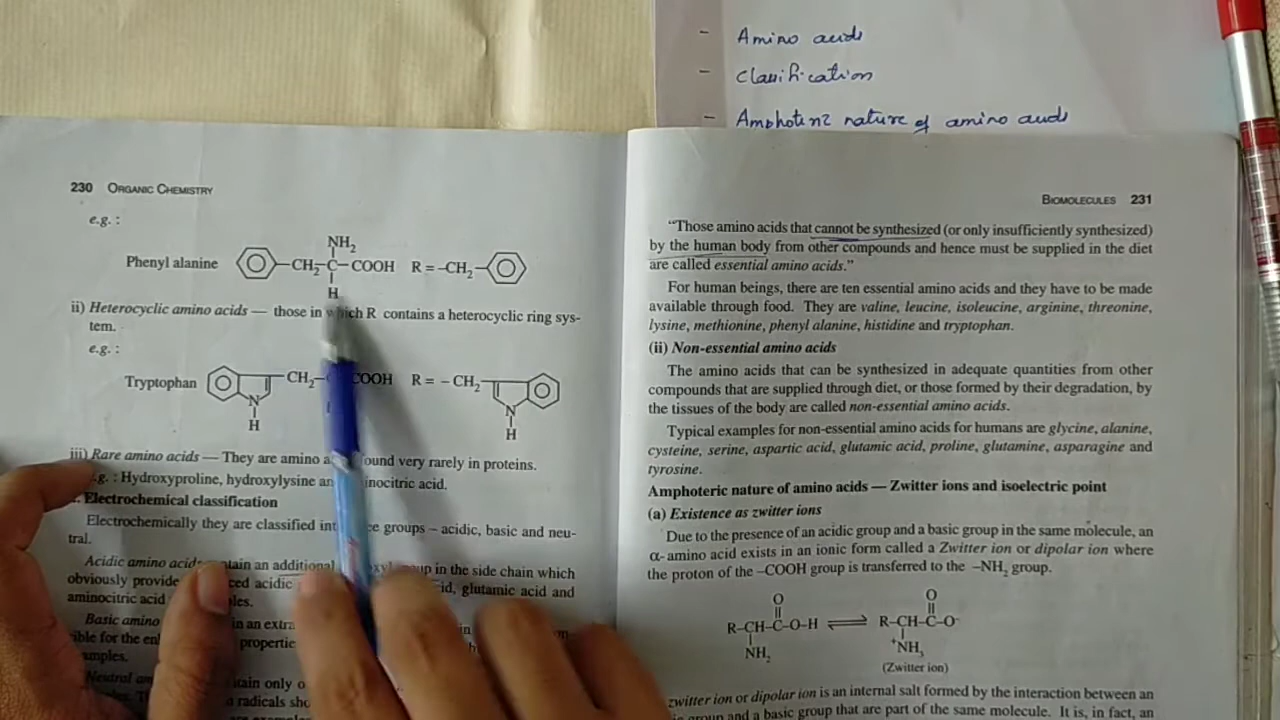 - Amino acids
- Classification
- Amphoteric nature of amino acids
230 ORGANIC CHEMISTRY
e.g. :
NH2
Phenyl alanine CH2–C–COOH R = –CH2–
H
ii) Heterocyclic amino acids — those in which R contains a heterocyclic ring sys-
tem.
e.g. :
Tryptophan CH2– COOH R = – CH2
N N
H H
iii) Rare amino acids — They are amino found very rarely in proteins.
e.g. : Hydroxyproline, hydroxylysine
Electrochemical classification
Electrochemically they are classified groups – acidic, basic and neu-
tral.
Acidic amino acids an additional group in the side chain which
obviously acidic glutamic acid and
aminocitric acid
Basic amino in an extra
ible for the
Neutral only
radicals
BIOMOLECULES 231
“Those amino acids that cannot be synthesized (or only insufficiently synthesized)
by the human body from other compounds and hence must be supplied in the diet
are called essential amino acids.”
For human beings, there are ten essential amino acids and they have to be made
available through food. They are valine, leucine, isoleucine, arginine, threonine,
lysine, methionine, phenyl alanine, histidine and tryptophan.
(ii) Non-essential amino acids
The amino acids that can be synthesized in adequate quantities from other
compounds that are supplied through diet, or those formed by their degradation, by
the tissues of the body are called non-essential amino acids.
Typical examples for non-essential amino acids for humans are glycine, alanine,
cysteine, serine, aspartic acid, glutamic acid, proline, glutamine, asparagine and
tyrosine.
Amphoteric nature of amino acids — Zwitter ions and isoelectric point
(a) Existence as zwitter ions
Due to the presence of an acidic group and a basic group in the same molecule, an
α-amino acid exists in an ionic form called a Zwitter ion or dipolar ion where
the proton of the –COOH group is transferred to the –NH2 group.
O O
R–CH–C–O–H ⇌ R–CH–C–O-
NH2 +NH3
(Zwitter ion)
zwitter ion or dipolar ion is an internal salt formed by the interaction between an
group and a basic group that are part of the same molecule. It is, in fact, an